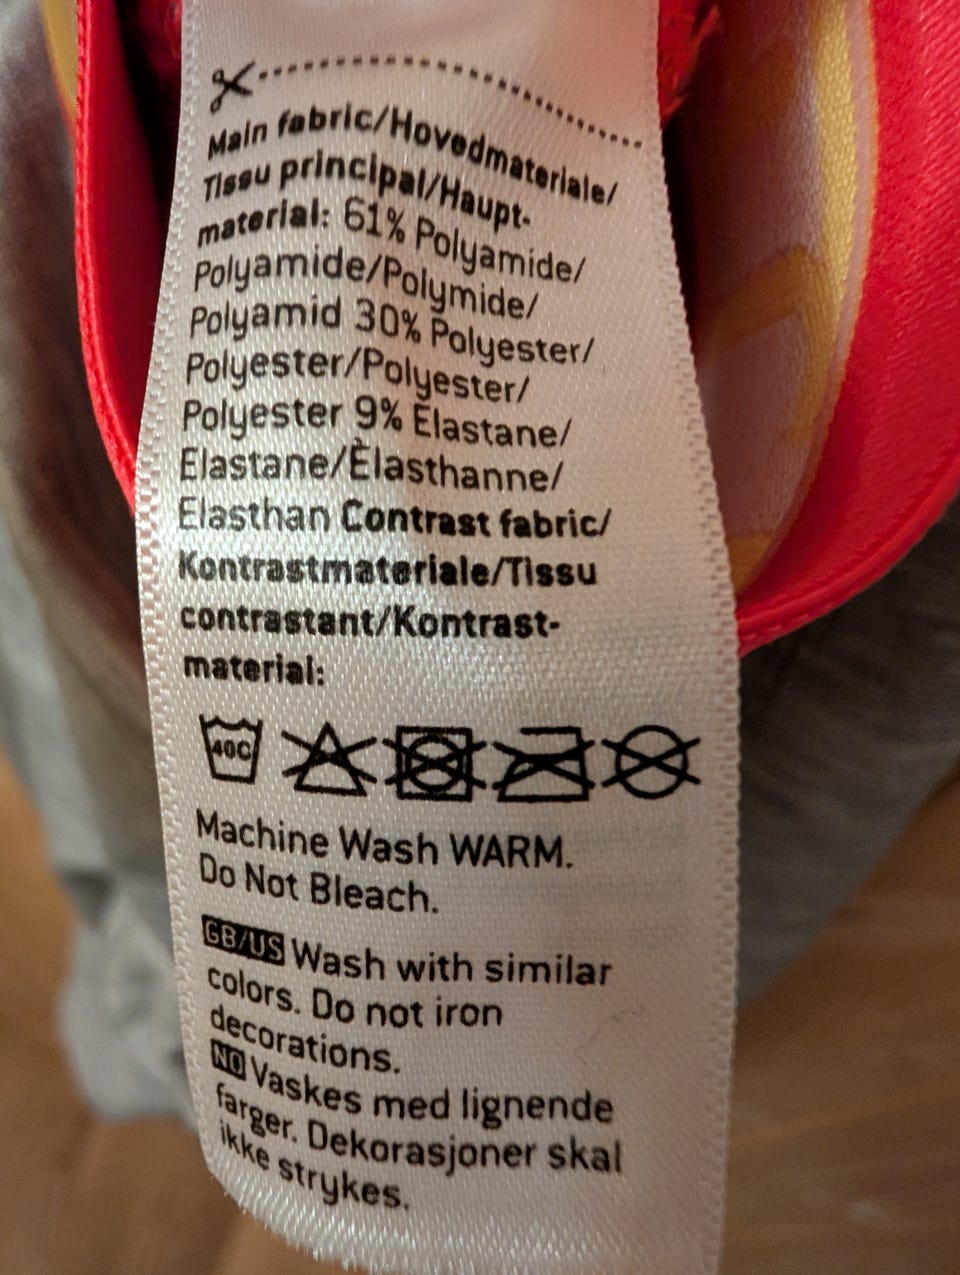 Main fabric/Hovedmateriale/
Tissu principal/Haupt-
material: 61% Polyamide/
Polyamide/Polymide/
Polyamid 30% Polyester/
Polyester/Polyester/
Polyester 9% Elastane/
Elastane/Èlasthanne/
Elasthan Contrast fabric/
Kontrastmateriale/Tissu
contrastant/Kontrast-
material:
40C
Machine Wash WARM.
Do Not Bleach.
GB/US Wash with similar
colors. Do not iron
decorations.
NO Vaskes med lignende
farger. Dekorasjoner skal
ikke strykes.